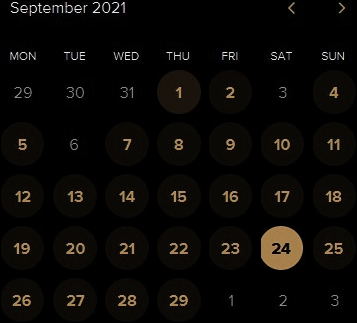 September 2021
MON TUE WED THU FRI SAT SUN
29 30 31 1 2 3 4
5 6 7 8 9 10 11
12 13 14 15 16 17 18
19 20 21 22 23 24 25
26 27 28 29 1 2 3